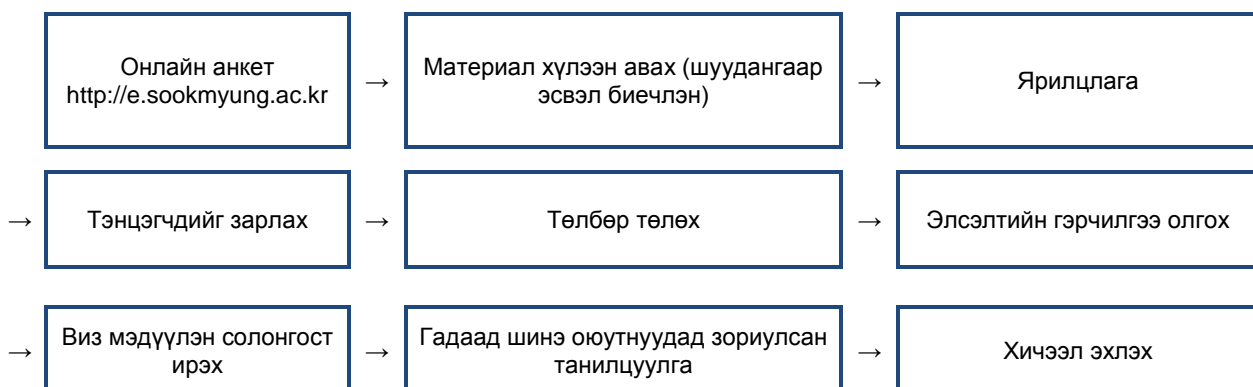 Онлайн анкет
http://e.sookmyung.ac.kr
→
Материал хүлээн авах (шуудангаар
эсвэл биечлэн)
→
Ярилцлага
→
Тэнцэгчдийг зарлах
→
Төлбөр төлөх
→
Элсэлтийн гэрчилгээ олгох
→
Виз мэдүүлэн солонгост
ирэх
→
Гадаад шинэ оюутнуудад зориулсан
танилцуулга
→
Хичээл эхлэх